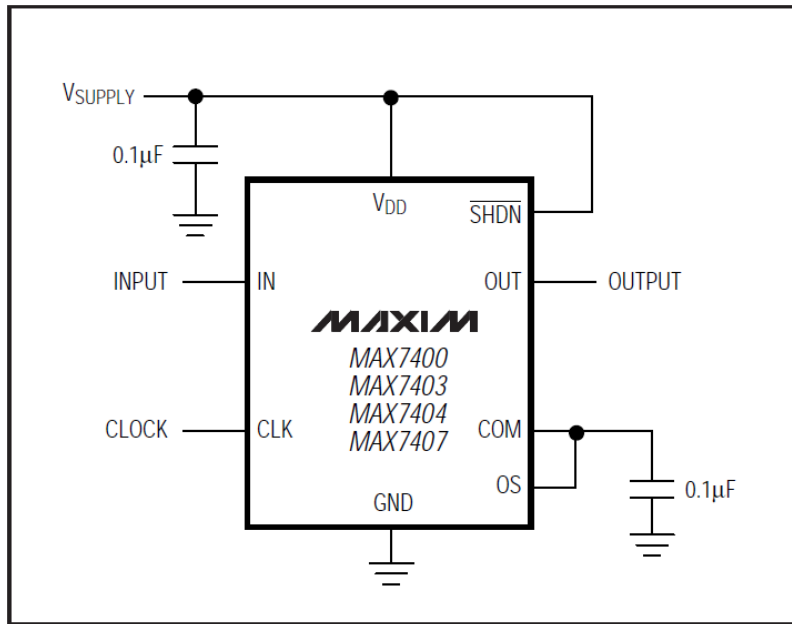 VSUPPLY
0.1µF
VDD
SHDN
INPUT
IN
OUT
OUTPUT
MAXIM
MAX7400
MAX7403
MAX7404
MAX7407
CLOCK
CLK
COM
OS
0.1µF
GND